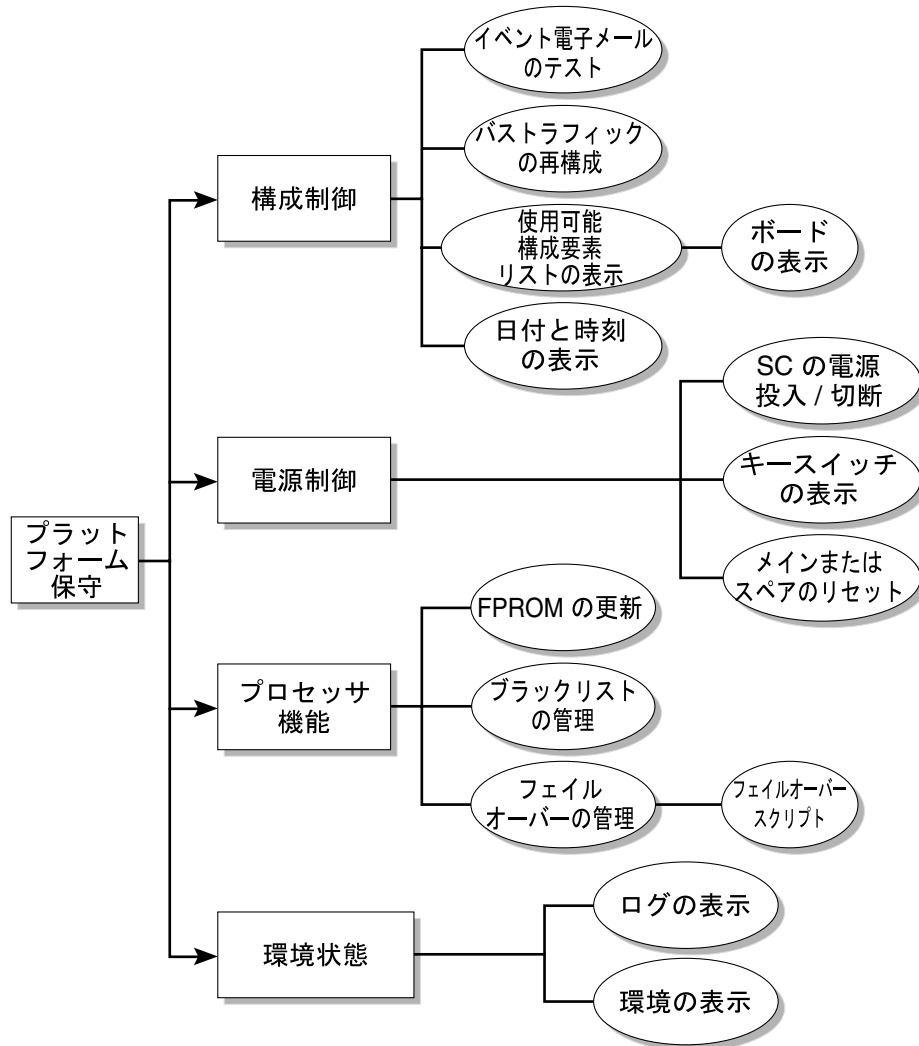 イベント電子メール
のテスト
バストラフィック
の再構成
構成制御
使用可能
構成要素
リストの表示
ボード
の表示
日付と時刻
の表示
SC の電源
投入 / 切断
電源制御
キースイッチ
の表示
プラット
フォーム
保守
メインまたは
スペアのリセット
FPROM の更新
プロセッサ
機能
ブラックリスト
の管理
フェイル
オーバーの管理
フェイルオーバー
スクリプト
ログの表示
環境状態
環境の表示